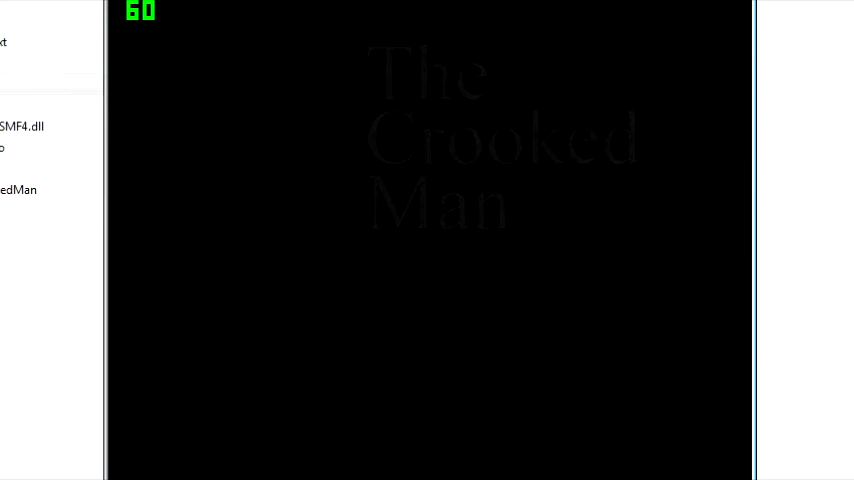 60
xt
The
Crooked
Man
SMF4.dll
o
edMan